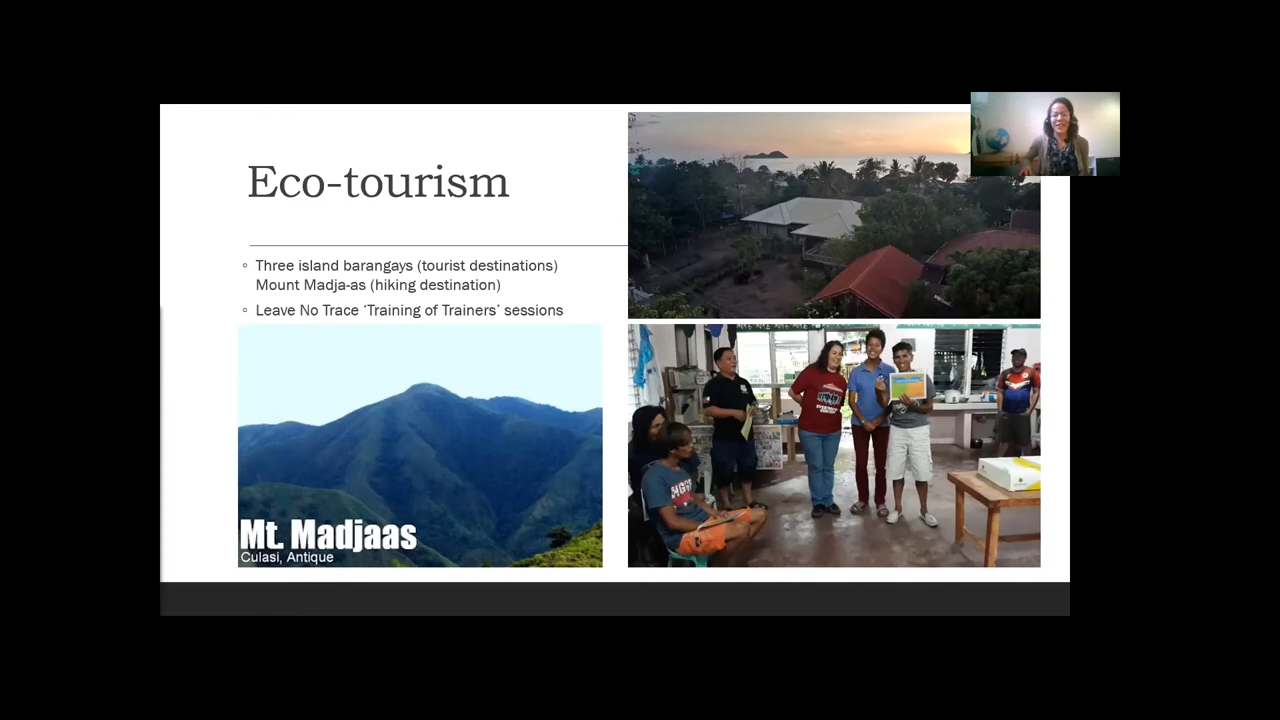 Eco-tourism
◦ Three island barangays (tourist destinations)
Mount Madja-as (hiking destination)
◦ Leave No Trace ‘Training of Trainers’ sessions
Mt. Madjaas
Culasi, Antique